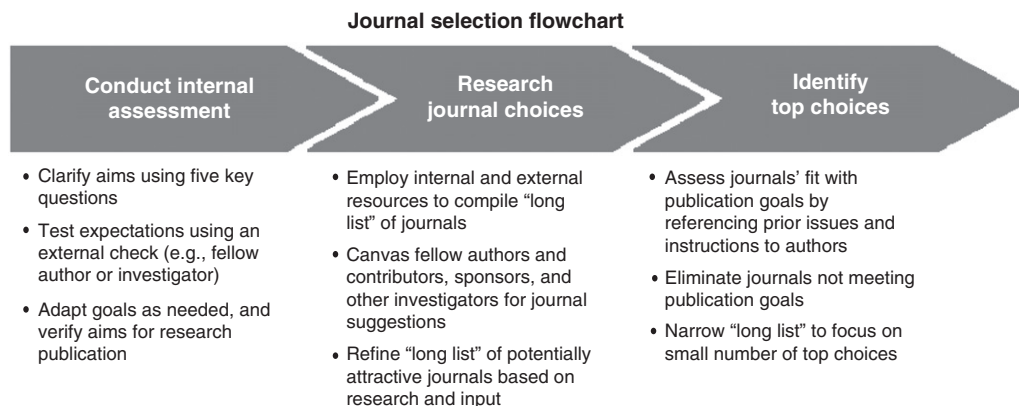 Journal selection flowchart
Conduct internal
assessment
Research
journal choices
Identify
top choices
• Clarify aims using five key
questions
• Test expectations using an
external check (e.g., fellow
author or investigator)
• Adapt goals as needed, and
verify aims for research
publication
• Employ internal and external
resources to compile “long
list” of journals
• Canvas fellow authors and
contributors, sponsors, and
other investigators for journal
suggestions
• Refine “long list” of potentially
attractive journals based on
research and input
• Assess journals’ fit with
publication goals by
referencing prior issues and
instructions to authors
• Eliminate journals not meeting
publication goals
• Narrow “long list” to focus on
small number of top choices